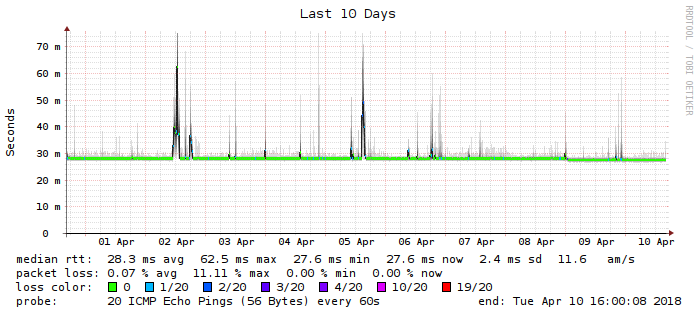 Last 10 Days
RRDTOOL / TOBI OETIKER
Seconds
70 m
60 m
50 m
40 m
30 m
20 m
10 m
0
01 Apr 02 Apr 03 Apr 04 Apr 05 Apr 06 Apr 07 Apr 08 Apr 09 Apr 10 Apr
median rtt: 28.3 ms avg 62.5 ms max 27.6 ms min 27.6 ms now 2.4 ms sd 11.6 am/s
packet loss: 0.07 % avg 11.11 % max 0.00 % min 0.00 % now
loss color: 0 1/20 2/20 3/20 4/20 10/20 19/20
probe: 20 ICMP Echo Pings (56 Bytes) every 60s end: Tue Apr 10 16:00:08 2018